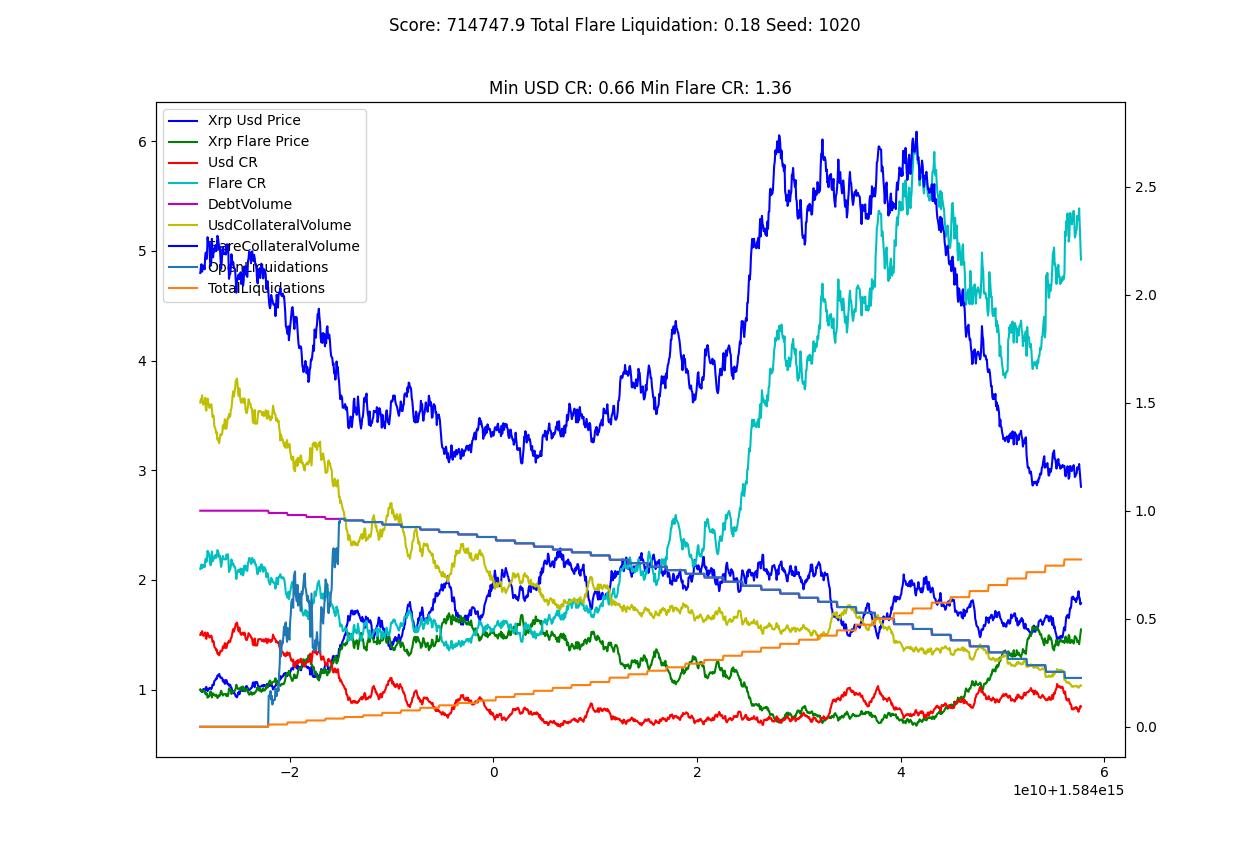 Score: 714747.9 Total Flare Liquidation: 0.18 Seed: 1020
Min USD CR: 0.66 Min Flare CR: 1.36
Xrp Usd Price
Xrp Flare Price
Usd CR
Flare CR
DebtVolume
UsdCollateralVolume
FlareCollateralVolume
OpenLiquidations
TotalLiquidations
6
5
4
3
2
1
2.5
2.0
1.5
1.0
0.5
0.0
−2
0
2
4
6
1e10+1.584e15